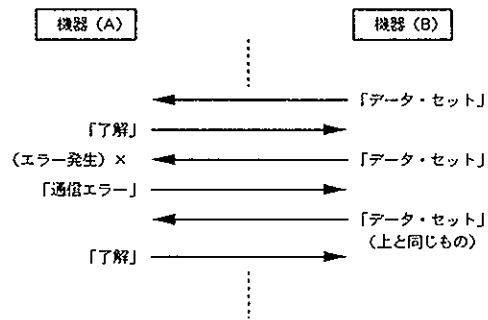 機器（A） 機器（B）
「データ・セット」
「了解」
（エラー発生）× 「データ・セット」
「通信エラー」
「データ・セット」
（上と同じもの）
「了解」